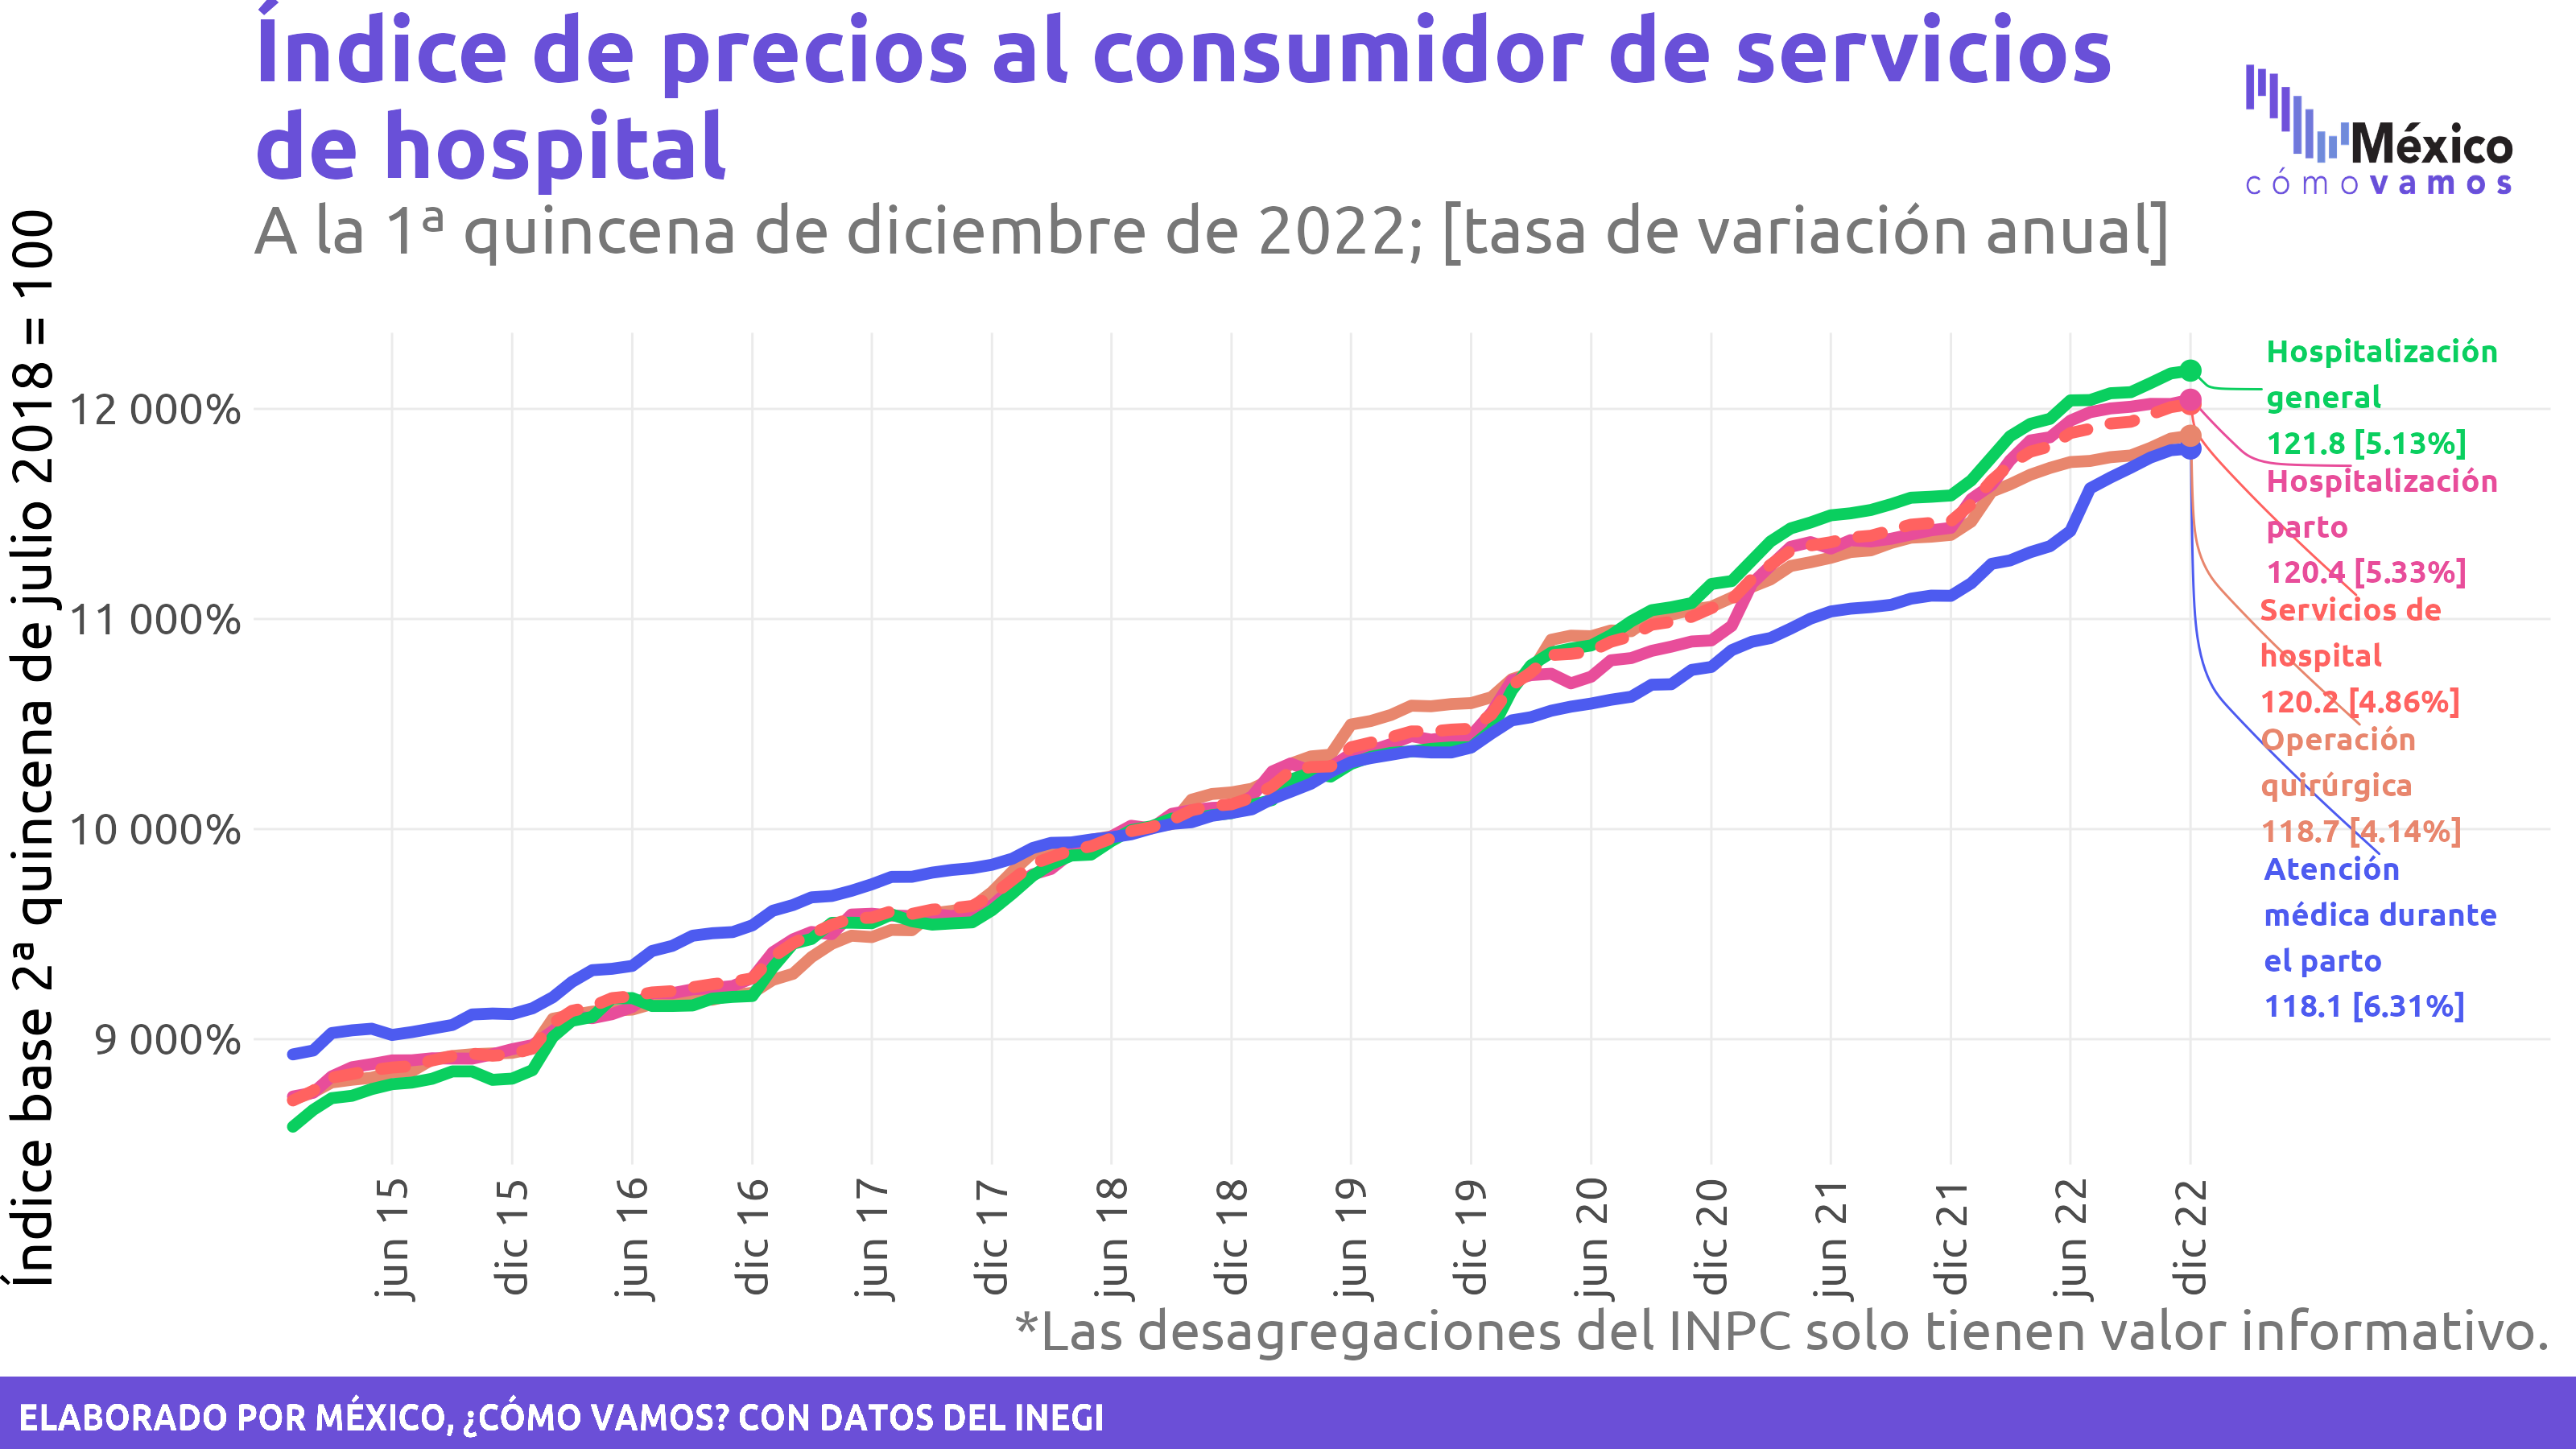 Índice de precios al consumidor de servicios
de hospital
A la 1ª quincena de diciembre de 2022; [tasa de variación anual]
México
cómo vamos
Índice base 2ª quincena de julio 2018 = 100
12 000%
11 000%
10 000%
9 000%
Hospitalización
general
121.8 [5.13%]
Hospitalización
parto
120.4 [5.33%]
Servicios de
hospital
120.2 [4.86%]
Operación
quirúrgica
118.7 [4.14%]
Atención
médica durante
el parto
118.1 [6.31%]
jun 15
dic 15
jun 16
dic 16
jun 17
dic 17
jun 18
dic 18
jun 19
dic 19
jun 20
dic 20
jun 21
dic 21
jun 22
dic 22
*Las desagregaciones del INPC solo tienen valor informativo.
ELABORADO POR MÉXICO, ¿CÓMO VAMOS? CON DATOS DEL INEGI